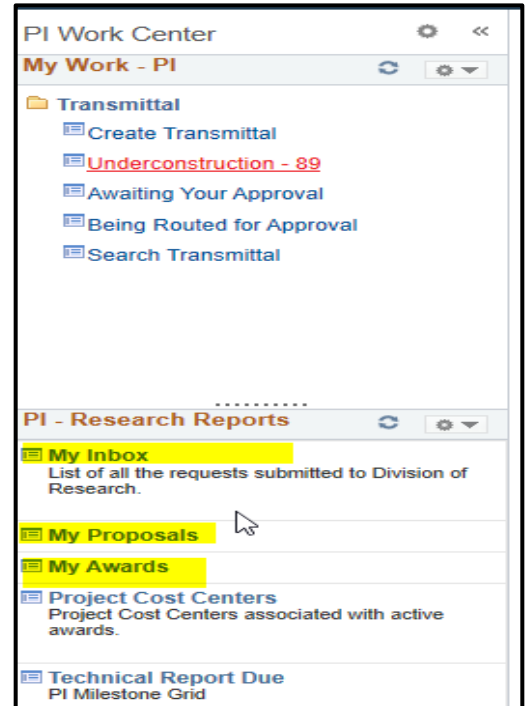 PI Work Center
My Work - PI
Transmittal
Create Transmittal
Underconstruction - 89
Awaiting Your Approval
Being Routed for Approval
Search Transmittal
PI - Research Reports
My Inbox
List of all the requests submitted to Division of
Research.
My Proposals
My Awards
Project Cost Centers
Project Cost Centers associated with active
awards.
Technical Report Due
PI Milestone Grid